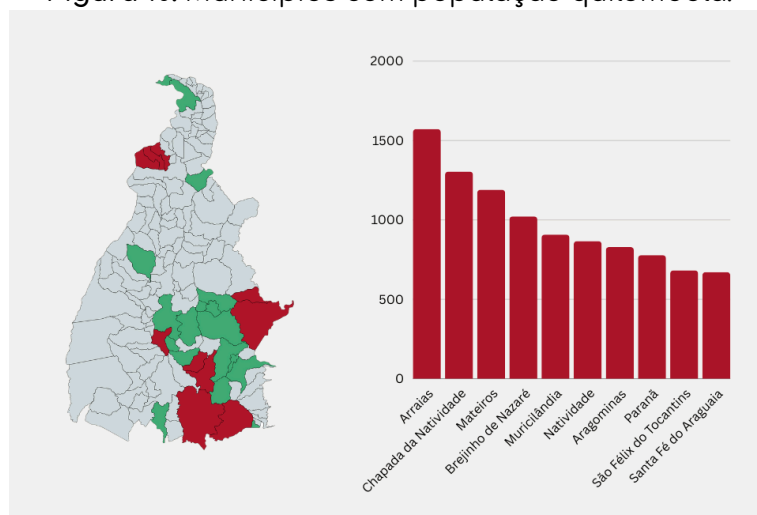 2000
1500
1000
500
0
Arraias
Chapada da Natividade
Mateiros
Brejinho de Nazaré
Muricilândia
Natividade
Aragominas
Paranã
São Félix do Tocantins
Santa Fé do Araguaia